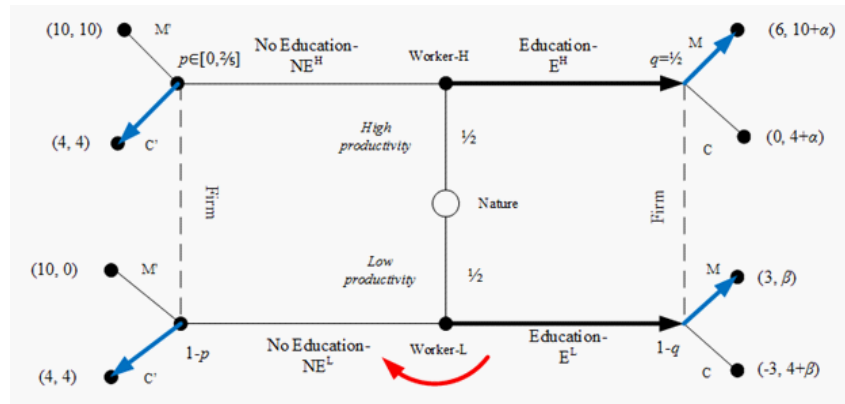 (10, 10)
M'
No Education-
NE^H
p∈[0,⅖]
Worker-H
Education-
E^H
q=½
M
(6, 10+α)
(4, 4)
C'
High
productivity
½
C
(0, 4+α)
Firm
Nature
Firm
(10, 0)
M'
Low
productivity
½
M
(3, β)
1-p
No Education-
NE^L
Worker-L
Education-
E^L
1-q
(4, 4)
C'
C
(-3, 4+β)